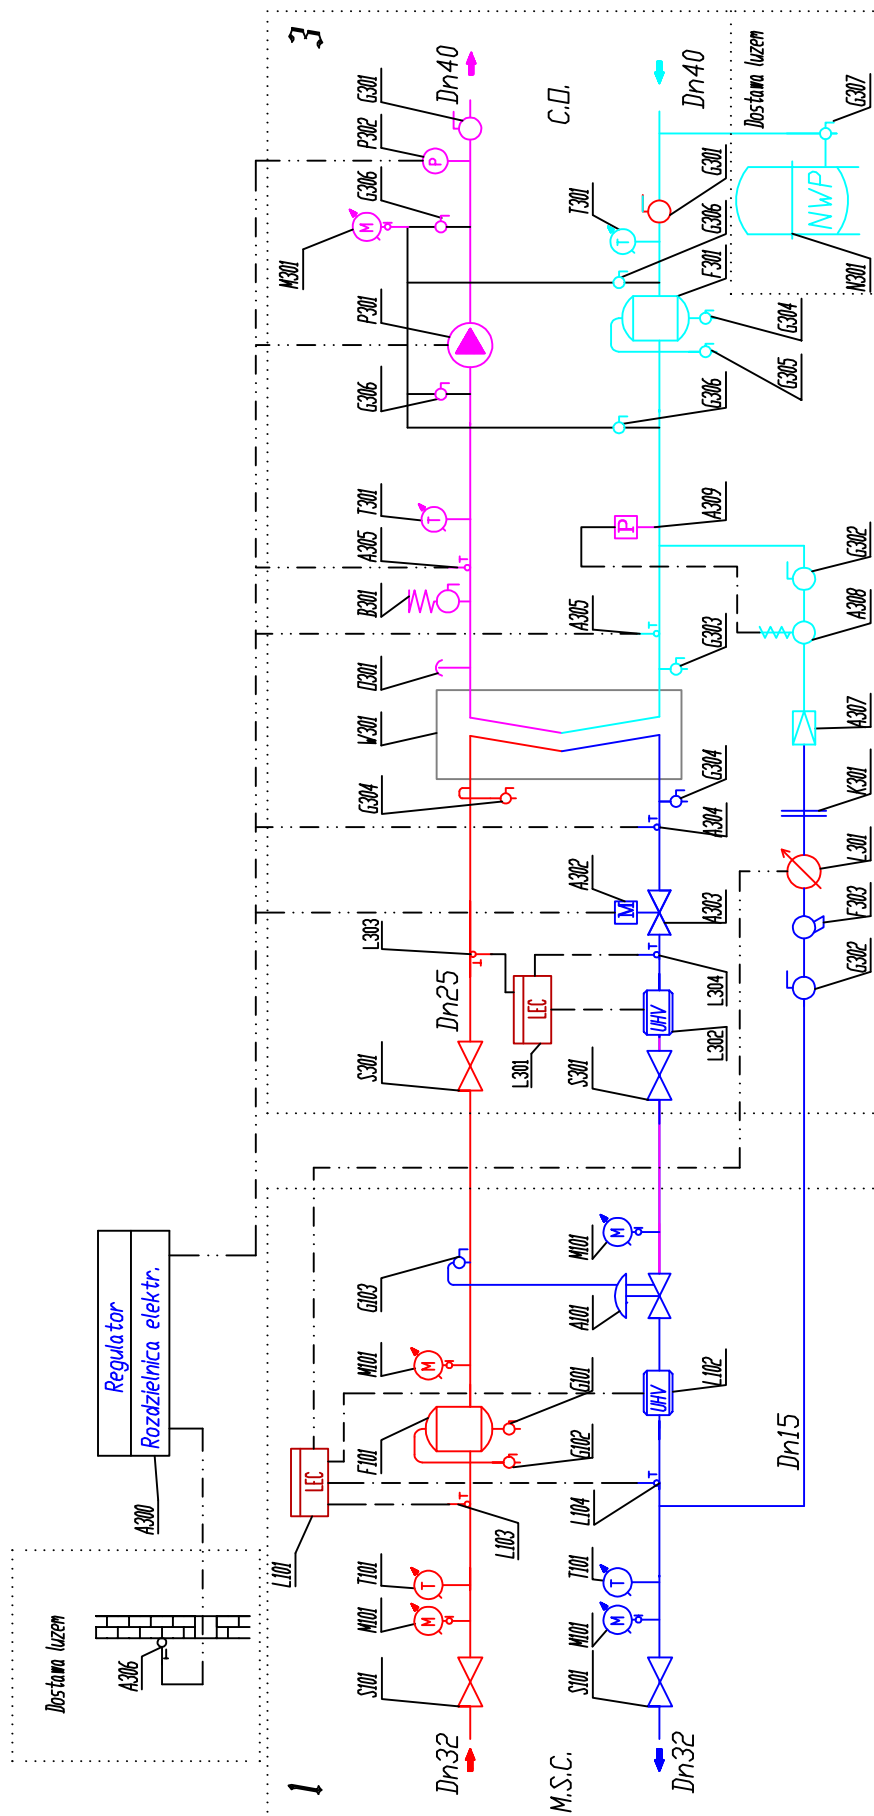 3
Dn40
G301
P302
G306
M301
P301
G306
T301
A305
B301
O301
W301
G304
C.O.
Dn40
Dostawa luzem
G307
NWP
N301
P
M
T
G301
T301
G306
F301
G304
G305
G306
T
P
A309
A305
G303
G302
A308
A307
K301
L301
F303
G302
G304
A304
A302
M
A303
L303
L304
LEC
L301
UHV
L302
Dn25
S301
S301
Regulator
Rozdzielnica elektr.
A300
Dostawa luzem
A306
M101
M
A101
G103
M101
M
F101
G101
G102
UHV
L102
LEC
L101
L103
L104
Dn15
T101
T
M101
M
T101
T
M101
M
S101
S101
Dn32
Dn32
M.S.C.
1